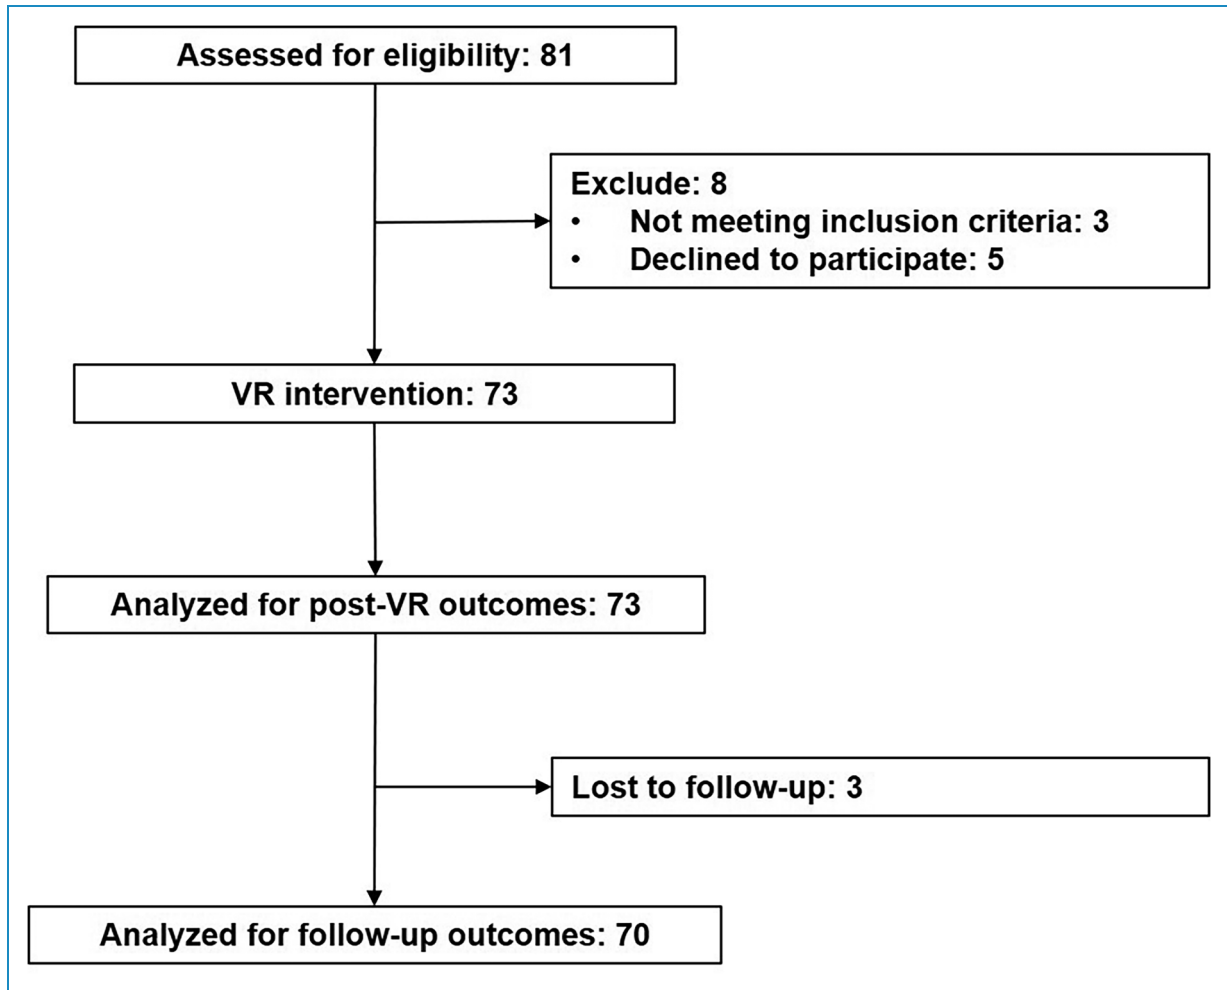 Assessed for eligibility: 81
Exclude: 8
• Not meeting inclusion criteria: 3
• Declined to participate: 5
VR intervention: 73
Analyzed for post-VR outcomes: 73
Lost to follow-up: 3
Analyzed for follow-up outcomes: 70